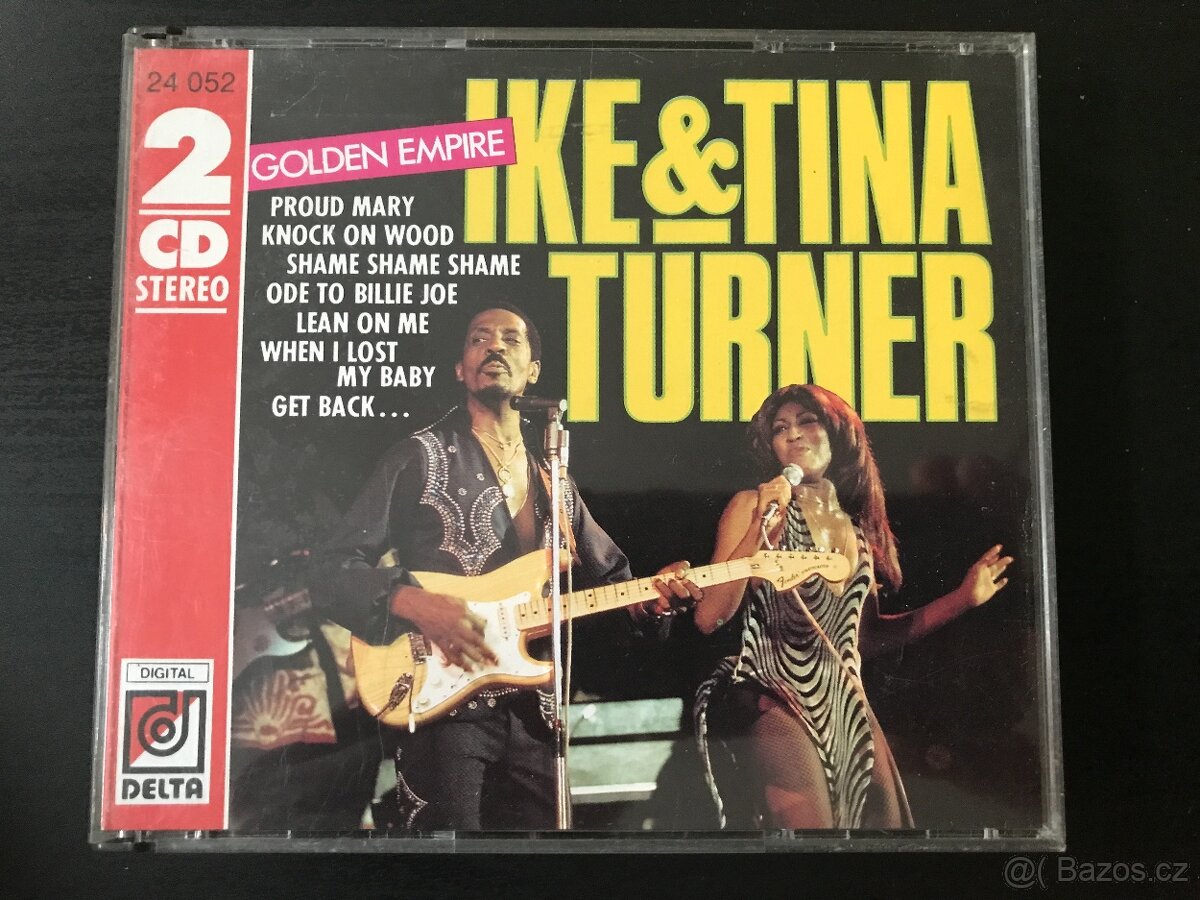 24 052
2
CD
STEREO
GOLDEN EMPIRE
IKE & TINA
TURNER
PROUD MARY
KNOCK ON WOOD
SHAME SHAME SHAME
ODE TO BILLIE JOE
LEAN ON ME
WHEN I LOST
MY BABY
GET BACK...
Fender
DIGITAL
DELTA
@( Bazos.cz